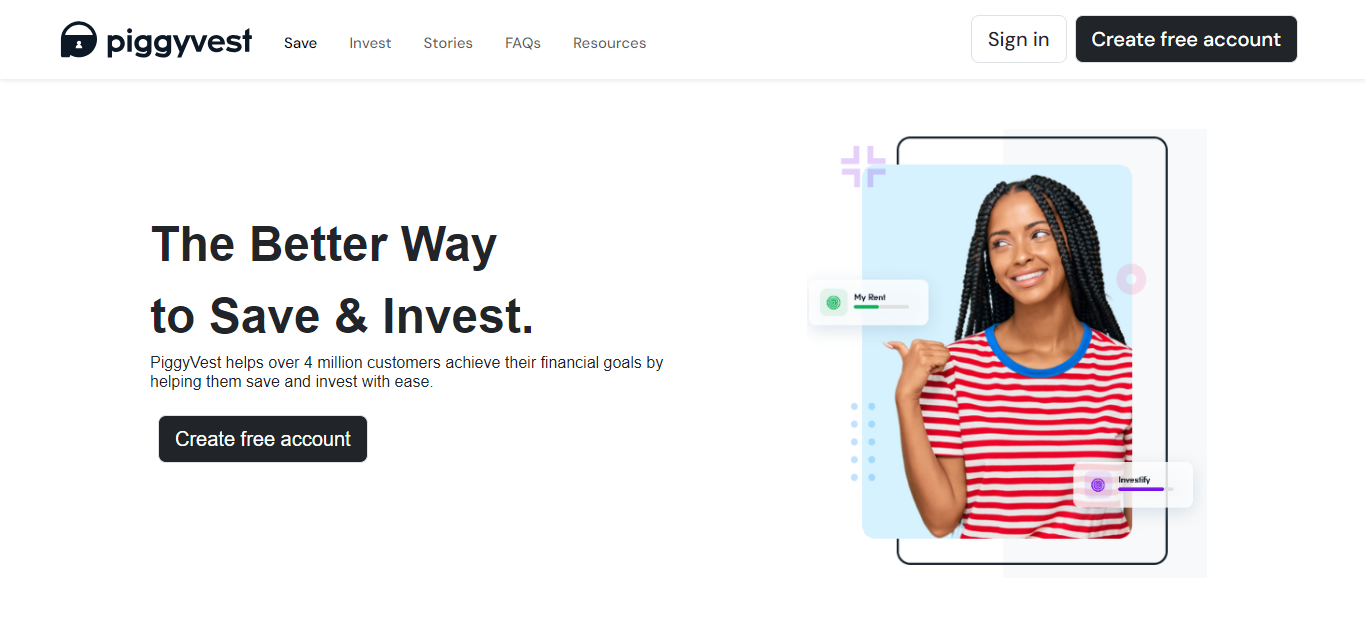 piggyvest
Save
Invest
Stories
FAQs
Resources
Sign in
Create free account
The Better Way
to Save & Invest.
PiggyVest helps over 4 million customers achieve their financial goals by
helping them save and invest with ease.
Create free account
My Rent
Investify